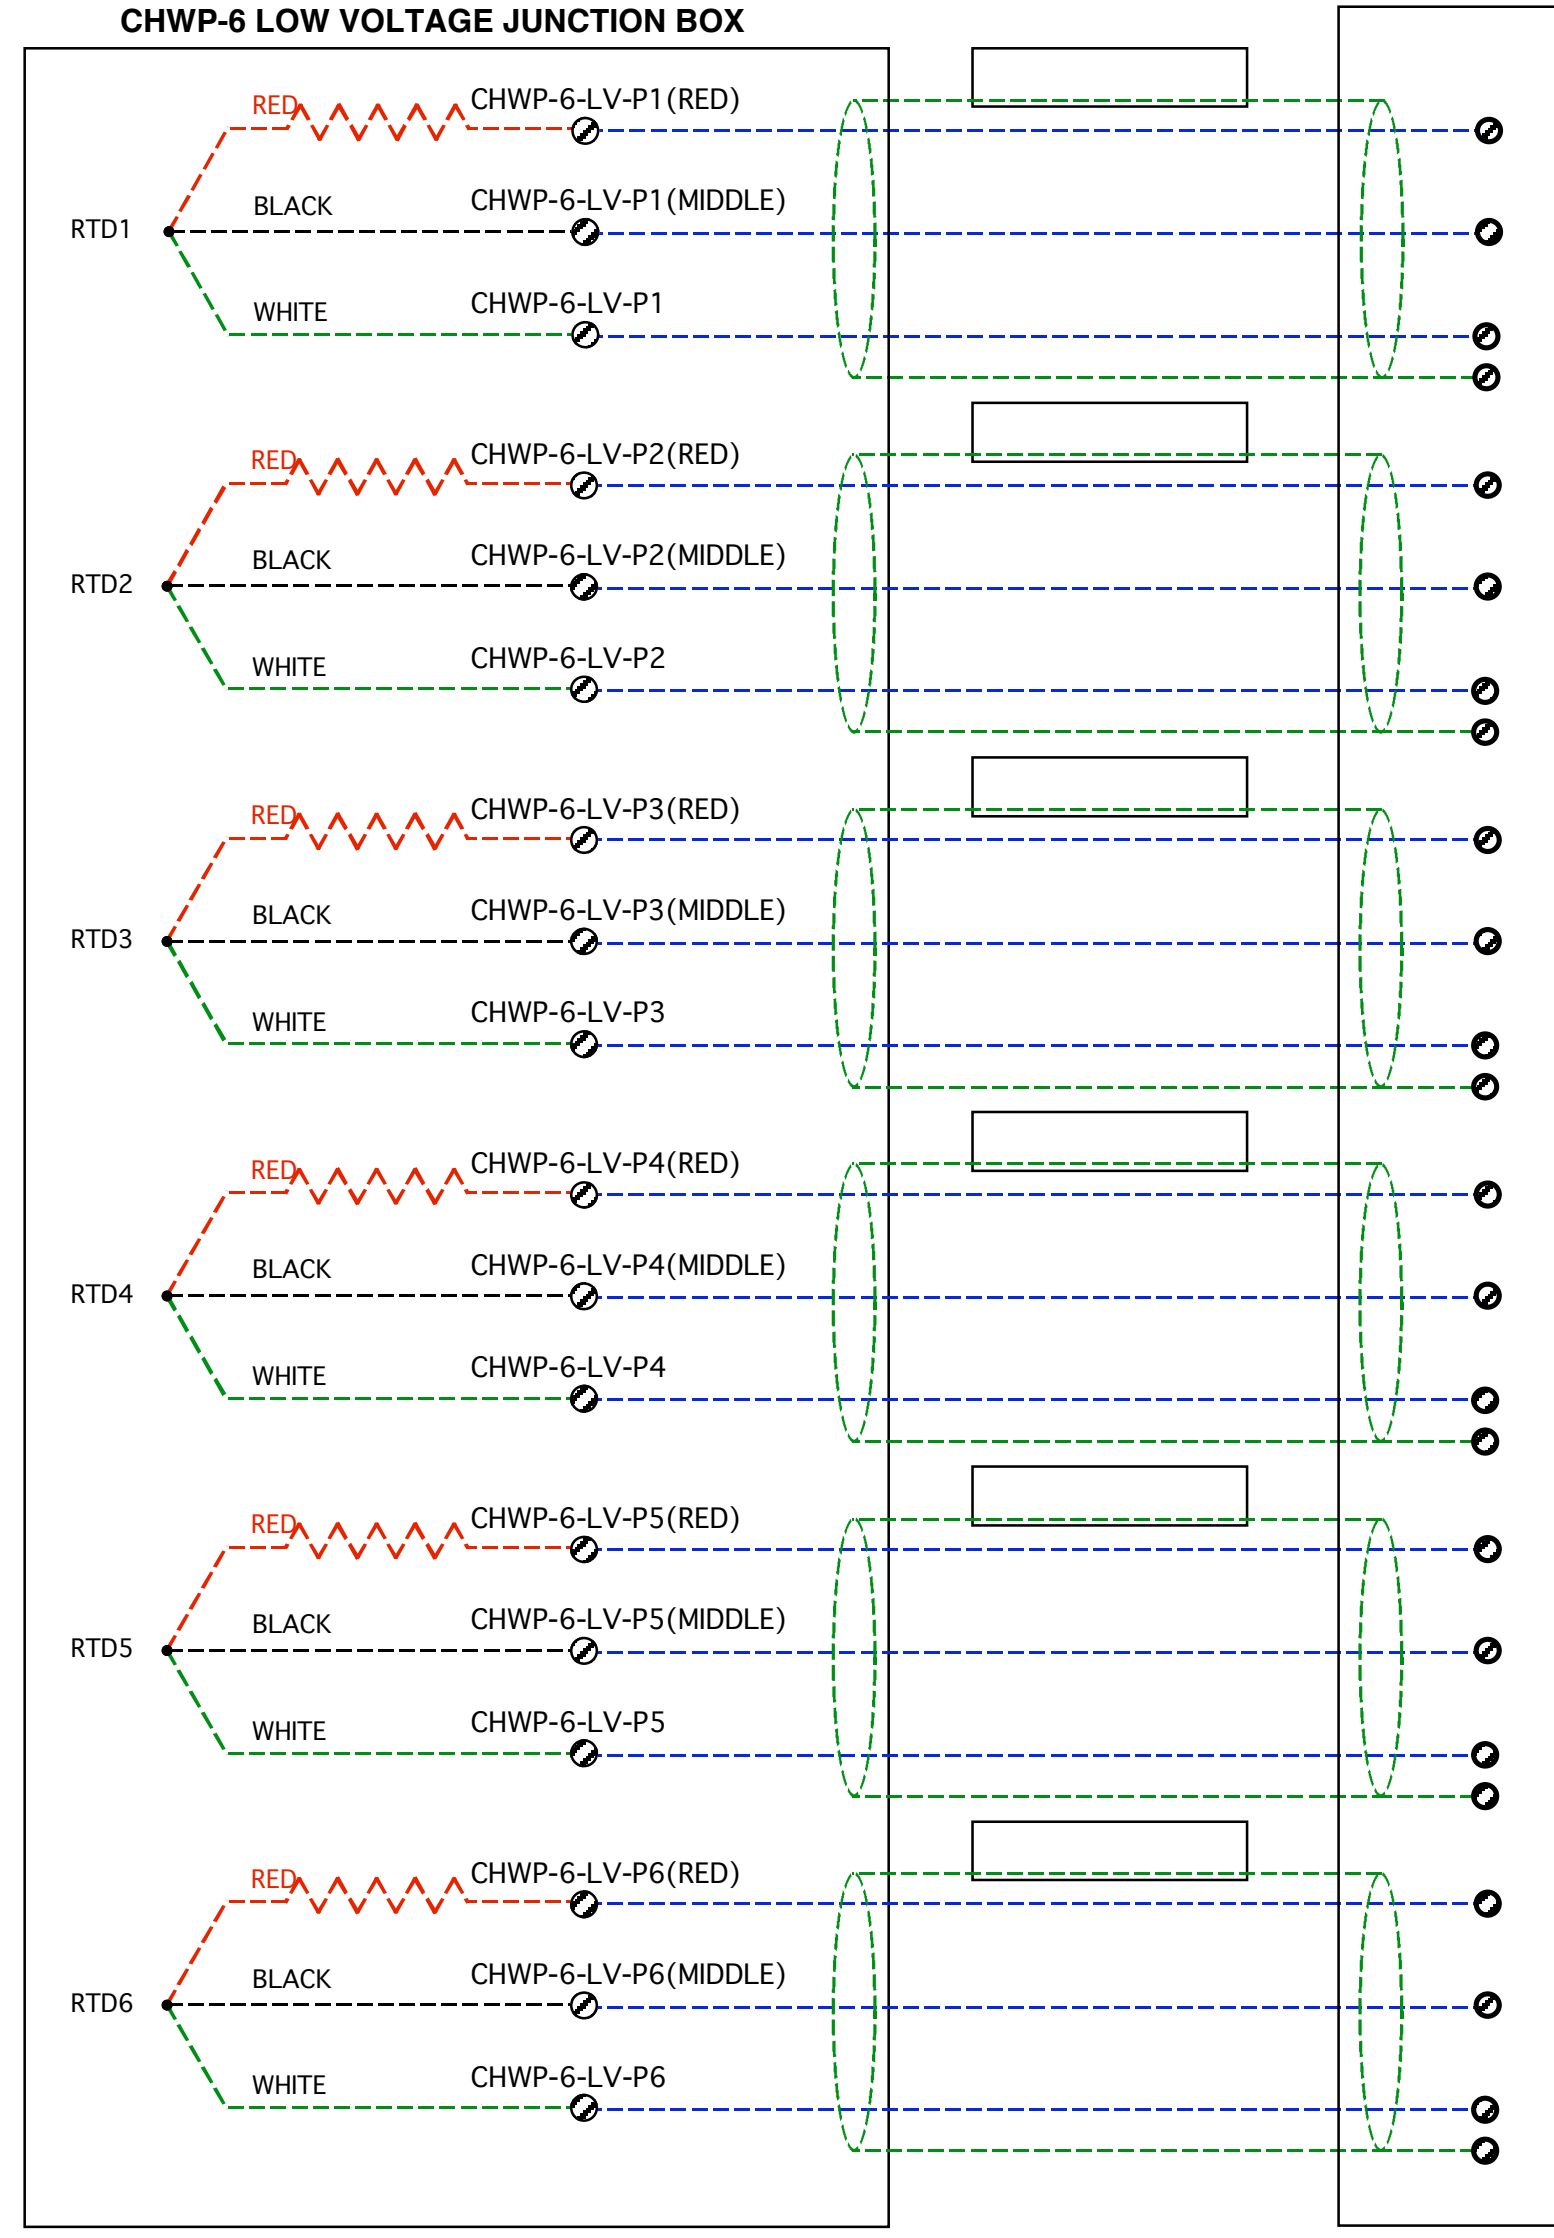 CHWP-6 LOW VOLTAGE JUNCTION BOX
RED
CHWP-6-LV-P1(RED)
BLACK
CHWP-6-LV-P1(MIDDLE)
RTD1
WHITE
CHWP-6-LV-P1
RED
CHWP-6-LV-P2(RED)
BLACK
CHWP-6-LV-P2(MIDDLE)
RTD2
WHITE
CHWP-6-LV-P2
RED
CHWP-6-LV-P3(RED)
BLACK
CHWP-6-LV-P3(MIDDLE)
RTD3
WHITE
CHWP-6-LV-P3
RED
CHWP-6-LV-P4(RED)
BLACK
CHWP-6-LV-P4(MIDDLE)
RTD4
WHITE
CHWP-6-LV-P4
RED
CHWP-6-LV-P5(RED)
BLACK
CHWP-6-LV-P5(MIDDLE)
RTD5
WHITE
CHWP-6-LV-P5
RED
CHWP-6-LV-P6(RED)
BLACK
CHWP-6-LV-P6(MIDDLE)
RTD6
WHITE
CHWP-6-LV-P6